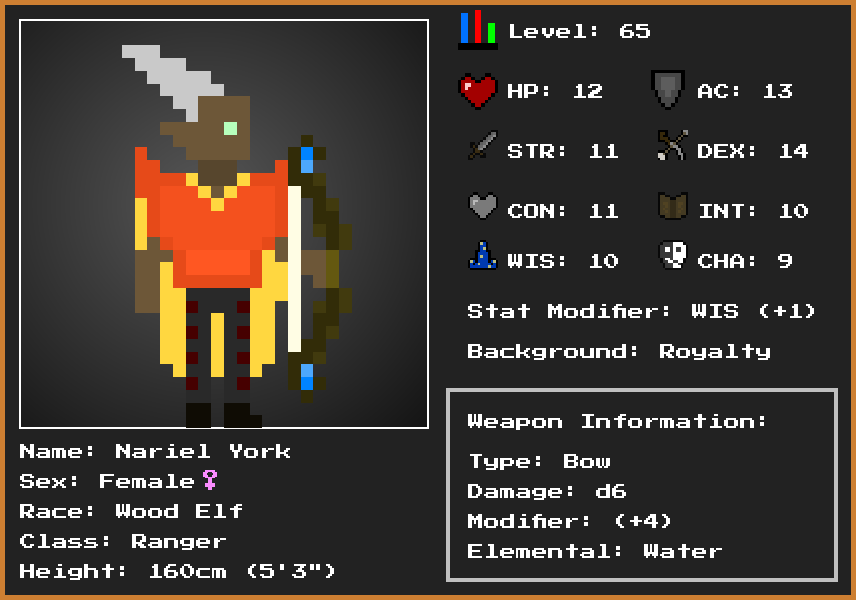 Level: 65
HP: 12
AC: 13
STR: 11
DEX: 14
CON: 11
INT: 10
WIS: 10
CHA: 9
Stat Modifier: WIS (+1)
Background: Royalty
Name: Nariel York
Sex: Female♀
Race: Wood Elf
Class: Ranger
Height: 160cm (5'3")
Weapon Information:
Type: Bow
Damage: d6
Modifier: (+4)
Elemental: Water